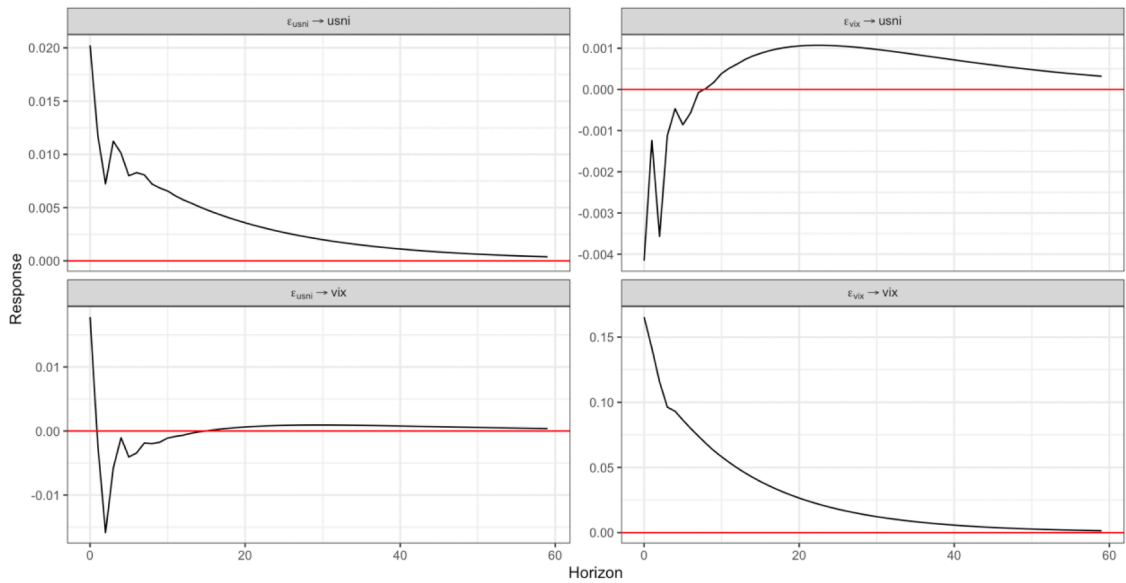 ε_usni → usni
ε_vix → usni
0.020
0.015
0.010
0.005
0.000
0.001
0.000
-0.001
-0.002
-0.003
-0.004
Response
ε_usni → vix
ε_vix → vix
0.01
0.00
-0.01
0.15
0.10
0.05
0.00
0 20 40 60
0 20 40 60
Horizon